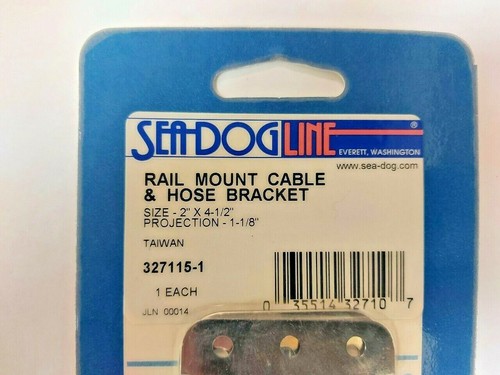 SEA-DOG LINE®
EVERETT, WASHINGTON
www.sea-dog.com
RAIL MOUNT CABLE
& HOSE BRACKET
SIZE - 2" X 4-1/2"
PROJECTION - 1-1/8"
TAIWAN
327115-1
1 EACH
0 35514 32710 7
JLN 00014